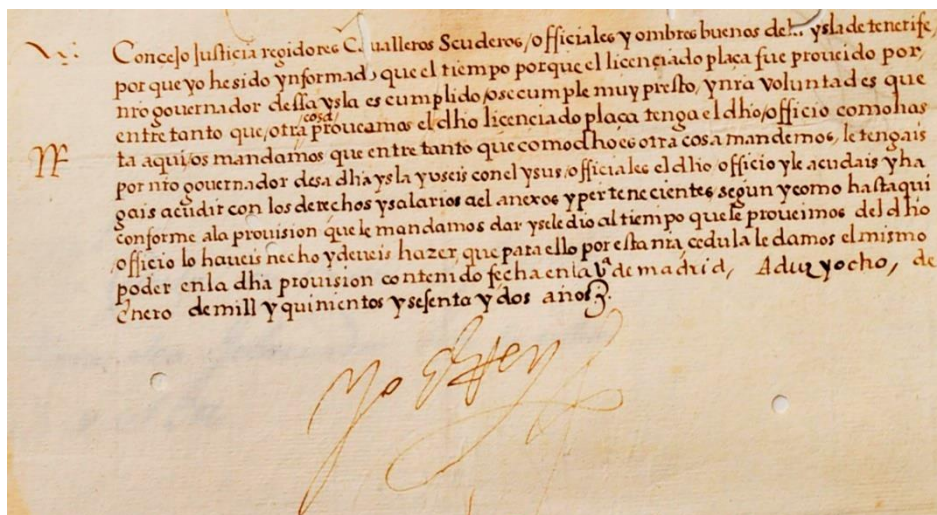 Concejo Justicia regidores Cavalleros Scuderos / officiales y ombres buenos de la ysla de tenerife,
por que yo he sido ynformado que el tiempo porque el licenciado plaça fue proueido por,
nro governador dessa ysla es cumplido / o se cumple muy presto, y nra voluntad es que
entre tanto que, otra cosa proueamos el dho licenciado plaça tenga el dho / officio como has
ta aqui / os mandamos que entre tanto que como dho es otra cosa mandemos, le tengais
por nro governador desa dha ysla y useis con el y sus / officiales el dho officio y le acudais y ha
gais acudir con los derechos y salarios a el anexos y pertenecientes segun y como hasta qui
conforme a la prouision que le mandamos dar y se le dio al tiempo que le proueimos del dho
/ officio lo haueis hecho y deueis hazer, que para ello por esta nra cedula le damos el mismo
poder en la dha prouision contenido fecha en la va de madrid, A diez y ocho, de
Enero de mill y quinientos y sesenta y dos años
Yo el Rey